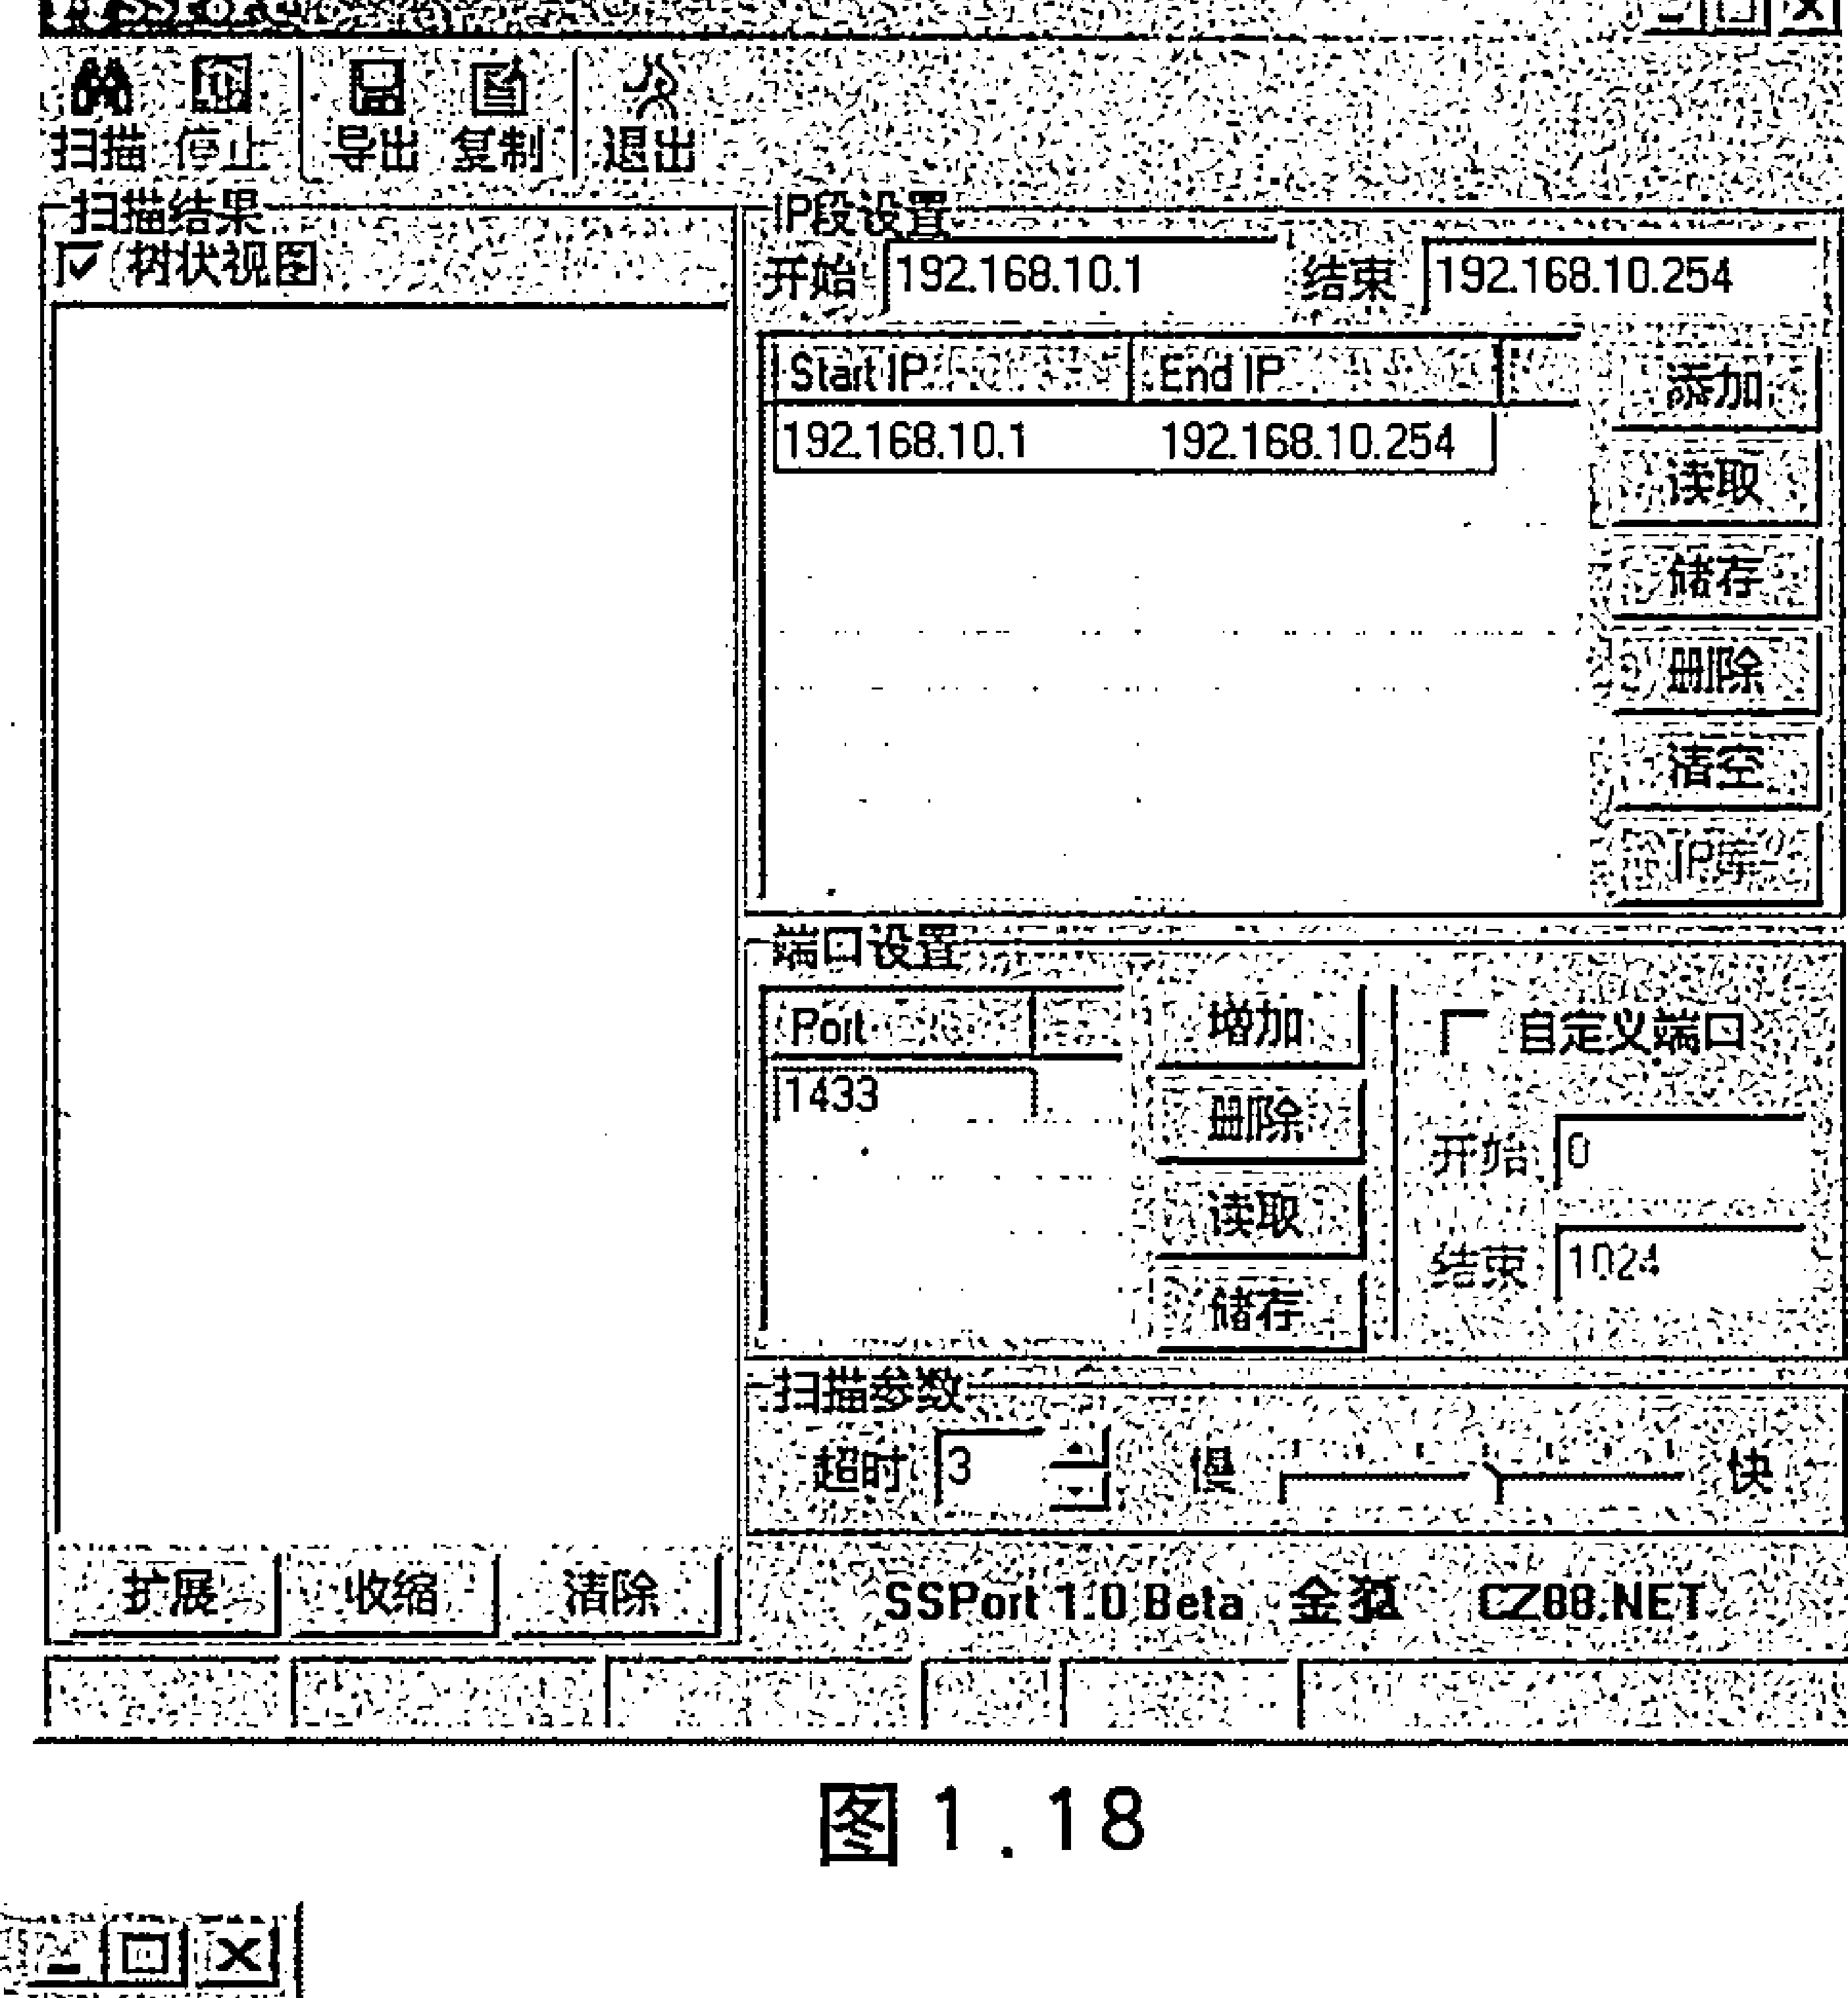 SSPort
扫描 停止 导出 复制 退出
扫描结果
树状视图
IP段设置
开始 192.168.10.1 结束 192.168.10.254
Start IP End IP
192.168.10.1 192.168.10.254
添加
读取
储存
删除
清空
IP库
端口设置
Port
1433
增加
删除
读取
储存
自定义端口
开始 0
结束 1024
扫描参数
超时 3 慢 快
扩展 收缩 清除
SSPort 1.0 Beta 金狐 CZ88.NET
图1.18